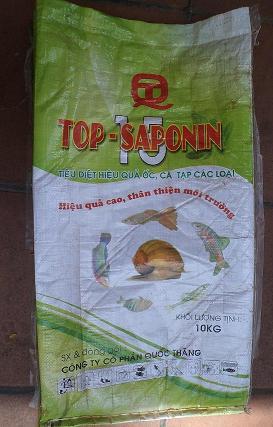 TOP - SAPONIN
15
TIÊU DIỆT HIỆU QUẢ ỐC, CÁ TẠP CÁC LOẠI
Hiệu quả cao, thân thiện môi trường
KHỐI LƯỢNG TỊNH:
10KG
SX & đóng gói:
CÔNG TY CỔ PHẦN QUỐC THẮNG